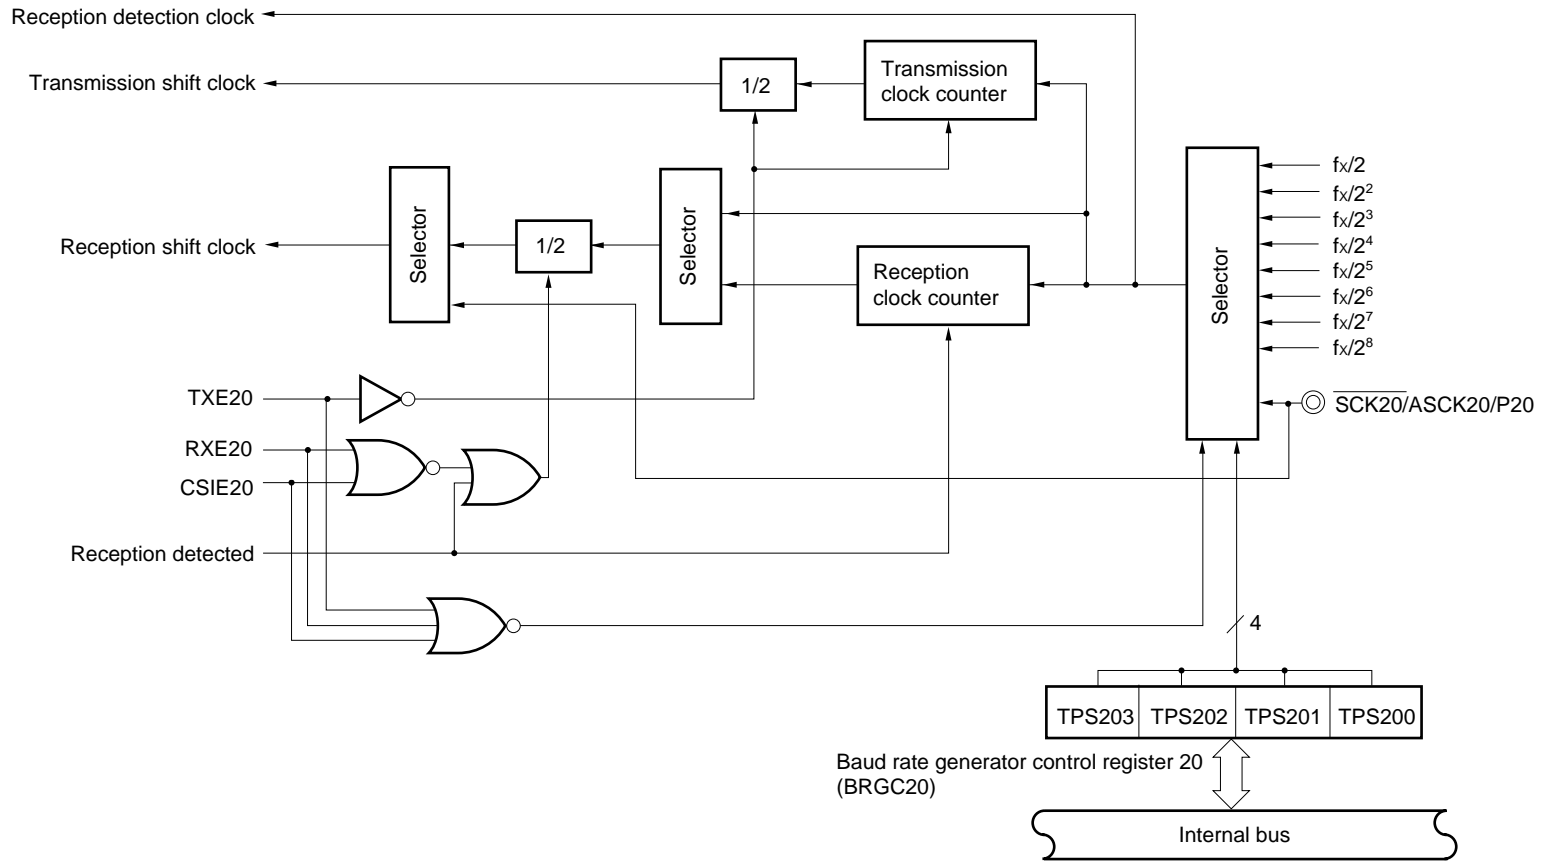 Reception detection clock
Transmission shift clock
1/2
Transmission
clock counter
Reception shift clock
Selector
1/2
Selector
Reception
clock counter
Selector
fx/2
fx/2²
fx/2³
fx/2⁴
fx/2⁵
fx/2⁶
fx/2⁷
fx/2⁸
S̅C̅K̅2̅0̅/ASCK20/P20
TXE20
RXE20
CSIE20
Reception detected
4
TPS203 TPS202 TPS201 TPS200
Baud rate generator control register 20
(BRGC20)
Internal bus